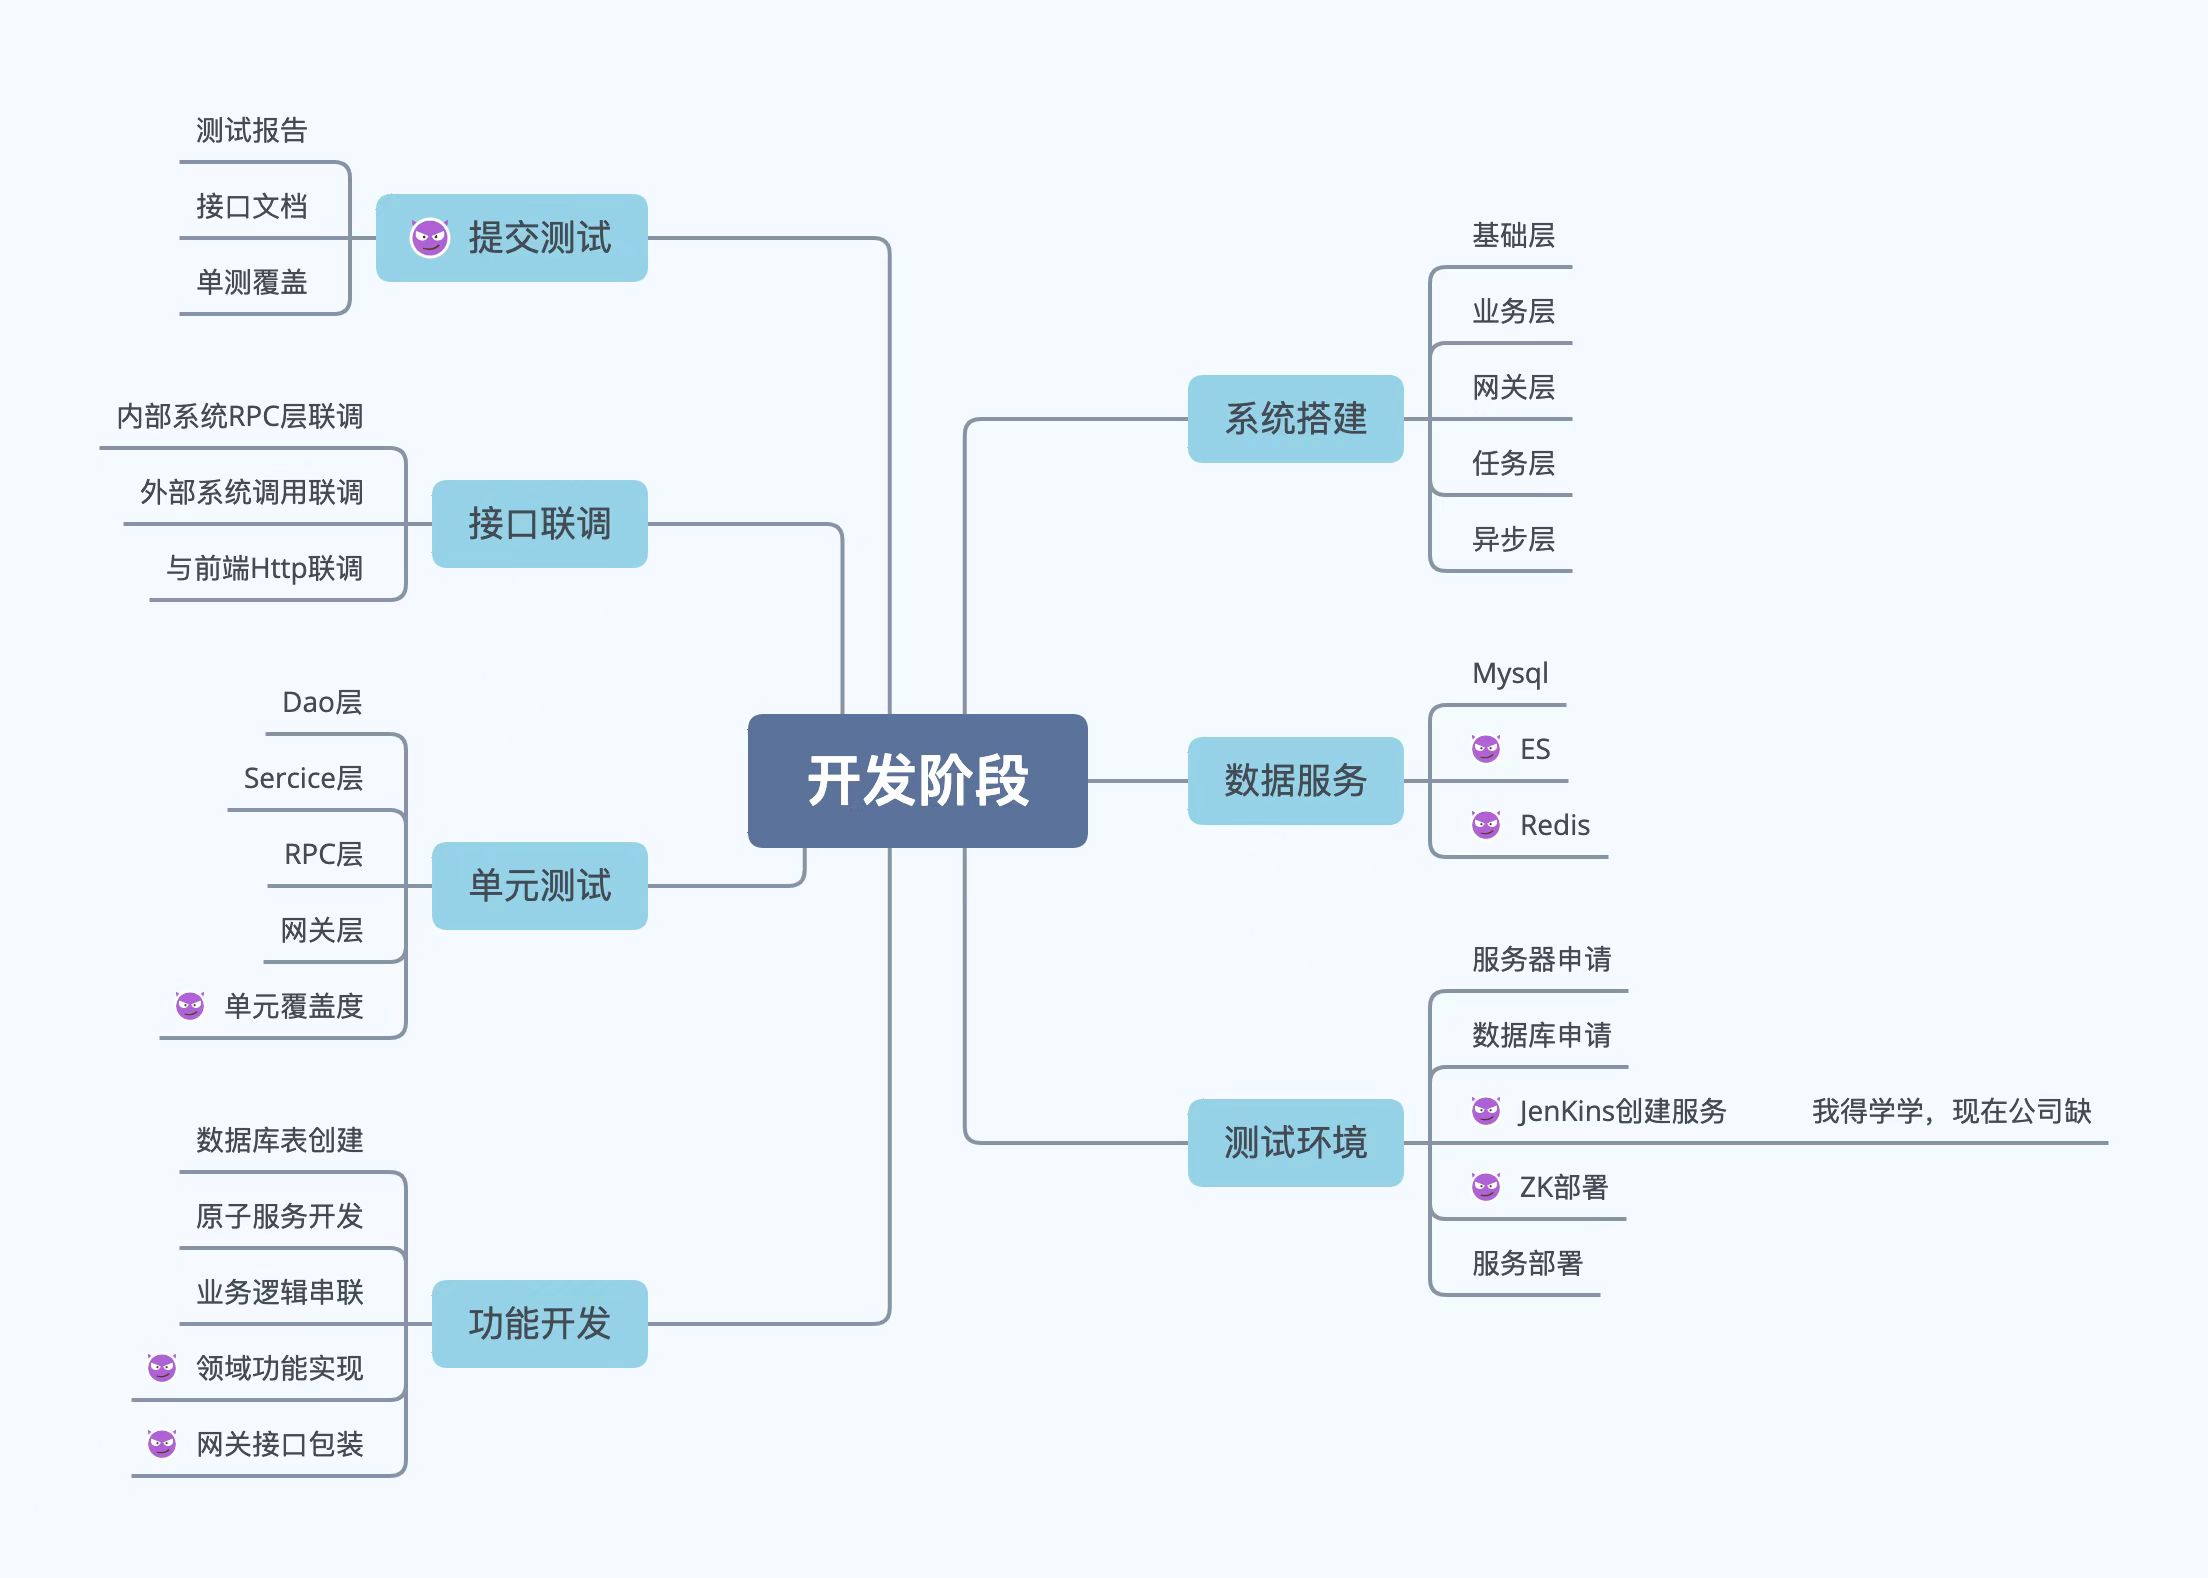 开发阶段
系统搭建
基础层
业务层
网关层
任务层
异步层
数据服务
Mysql
ES
Redis
测试环境
服务器申请
数据库申请
JenKins创建服务
我得学学，现在公司缺
ZK部署
服务部署
提交测试
测试报告
接口文档
单测覆盖
接口联调
内部系统RPC层联调
外部系统调用联调
与前端Http联调
单元测试
Dao层
Sercice层
RPC层
网关层
单元覆盖度
功能开发
数据库表创建
原子服务开发
业务逻辑串联
领域功能实现
网关接口包装